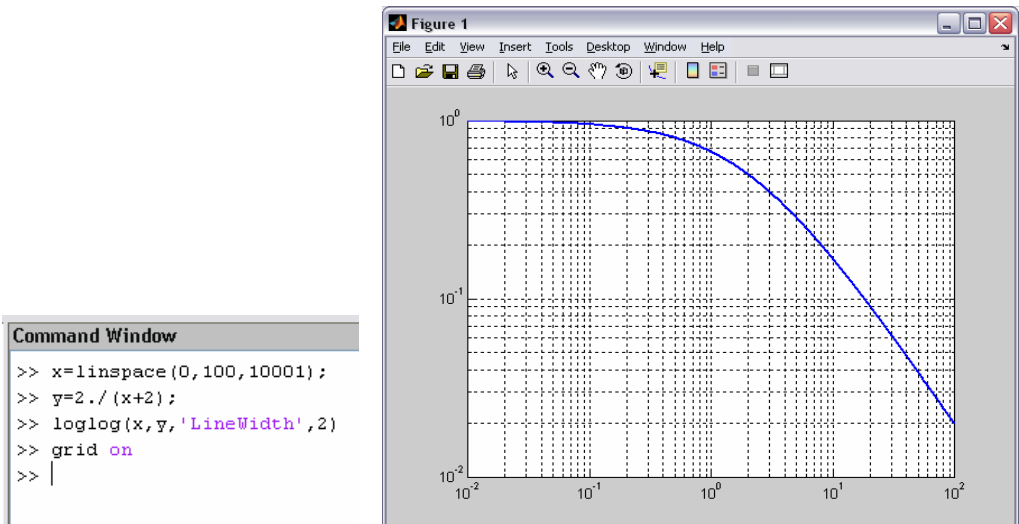 Figure 1
File Edit View Insert Tools Desktop Window Help
10^0
10^-1
10^-2
10^-2 10^-1 10^0 10^1 10^2
Command Window
>> x=linspace(0,100,10001);
>> y=2./(x+2);
>> loglog(x,y,'LineWidth',2)
>> grid on
>>